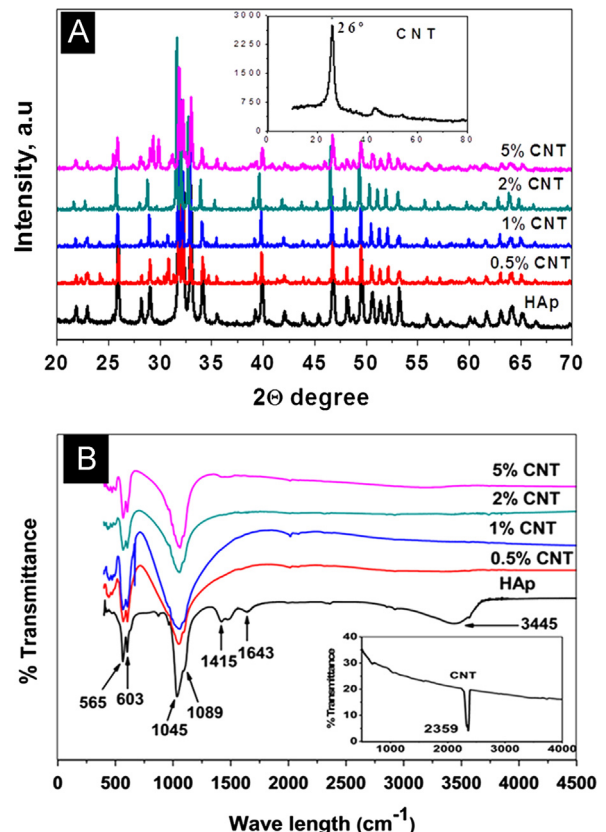 A
3000
2250
1500
750
0
0 20 40 60 80
26°
CNT
Intensity, a.u
5% CNT
2% CNT
1% CNT
0.5% CNT
HAp
20 25 30 35 40 45 50 55 60 65 70
2Θ degree
B
5% CNT
2% CNT
1% CNT
0.5% CNT
HAp
% Transmittance
565
603
1045
1089
1415
1643
3445
40
30
20
10
0
% Transmittance
CNT
2359
1000 2000 3000 4000
0 500 1000 1500 2000 2500 3000 3500 4000 4500
Wave length (cm⁻¹)